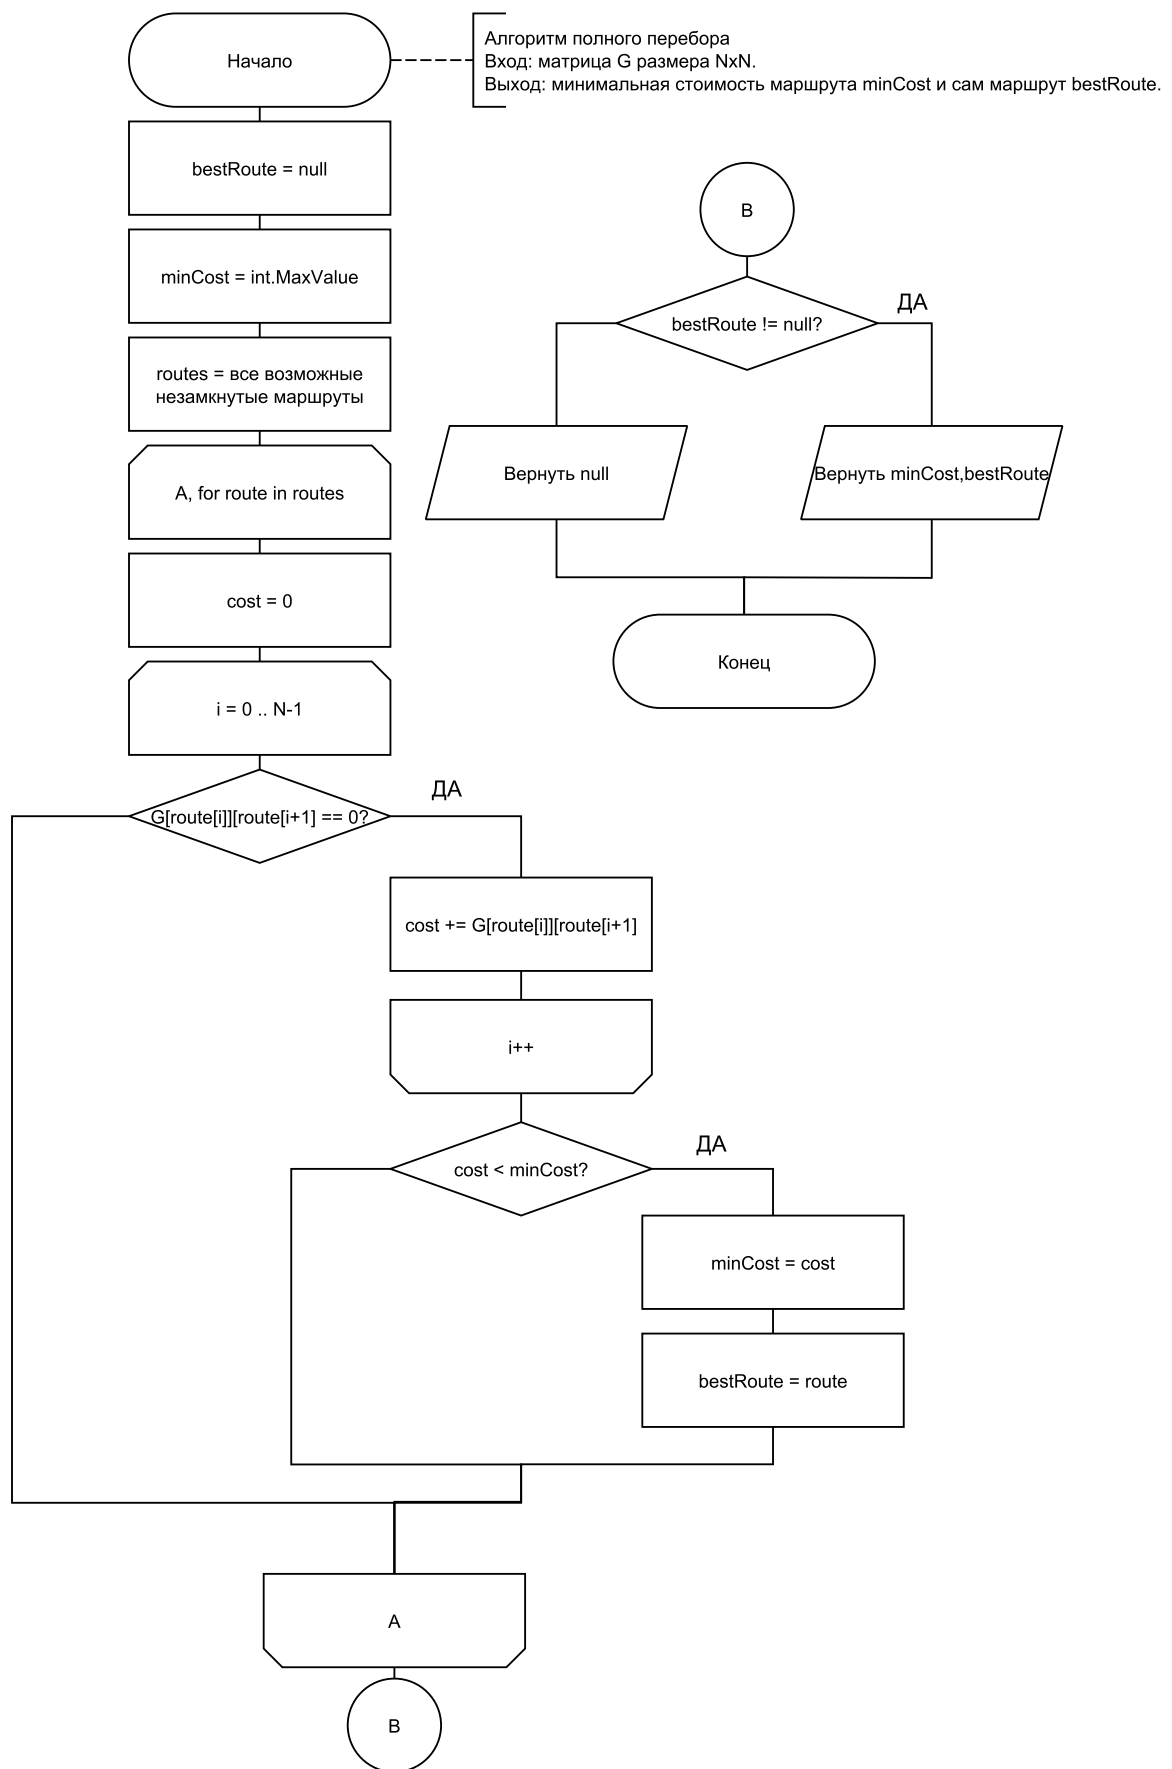 Начало
Алгоритм полного перебора
Вход: матрица G размера NxN.
Выход: минимальная стоимость маршрута minCost и сам маршрут bestRoute.
bestRoute = null
minCost = int.MaxValue
routes = все возможные
незамкнутые маршруты
A, for route in routes
cost = 0
i = 0 .. N-1
G[route[i]][route[i+1] == 0?
ДА
cost += G[route[i]][route[i+1]
i++
cost < minCost?
ДА
minCost = cost
bestRoute = route
A
B
B
bestRoute != null?
ДА
Вернуть null
Вернуть minCost,bestRoute
Конец